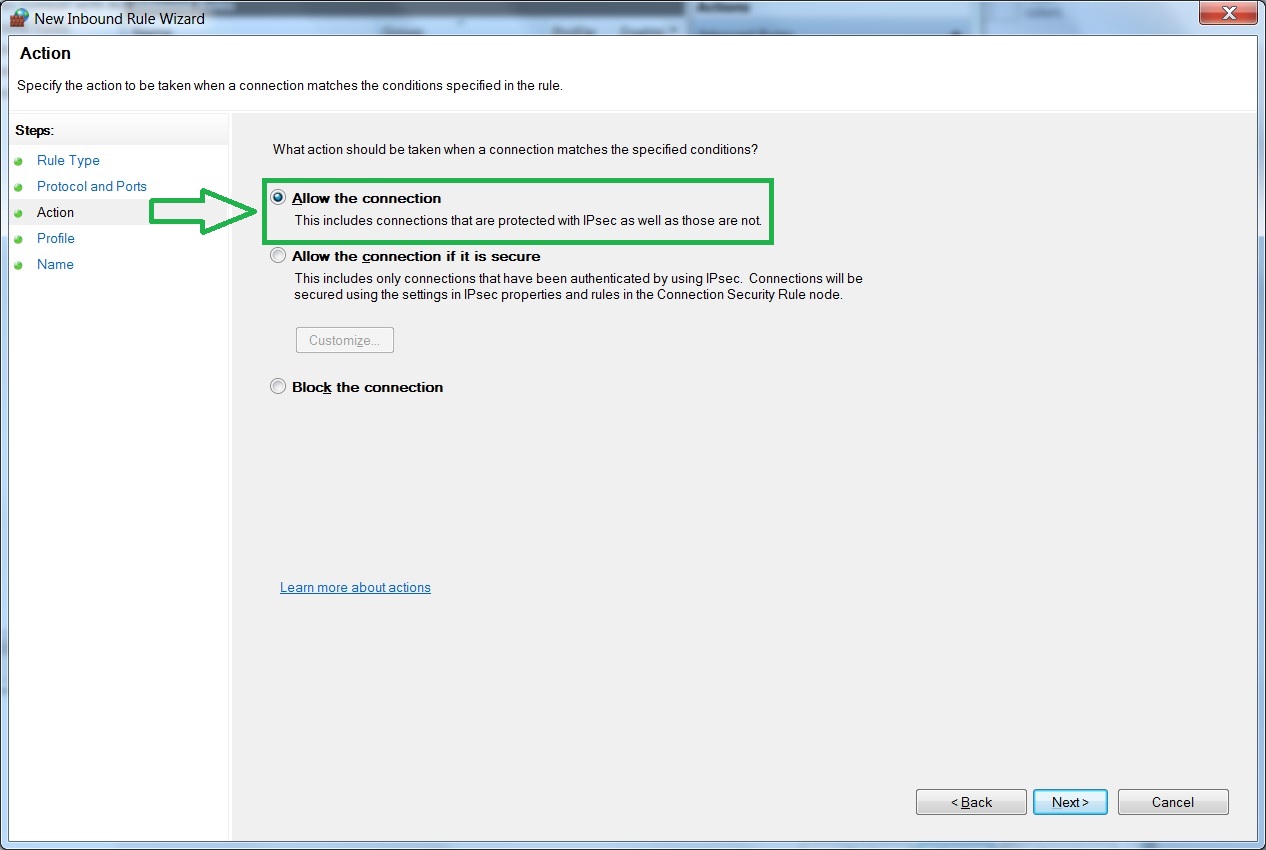 New Inbound Rule Wizard
Actions
Action
Specify the action to be taken when a connection matches the conditions specified in the rule.
Steps:
Rule Type
Protocol and Ports
Action
Profile
Name
What action should be taken when a connection matches the specified conditions?
Allow the connection
This includes connections that are protected with IPsec as well as those are not.
Allow the connection if it is secure
This includes only connections that have been authenticated by using IPsec. Connections will be
secured using the settings in IPsec properties and rules in the Connection Security Rule node.
Customize...
Block the connection
Learn more about actions
< Back
Next >
Cancel